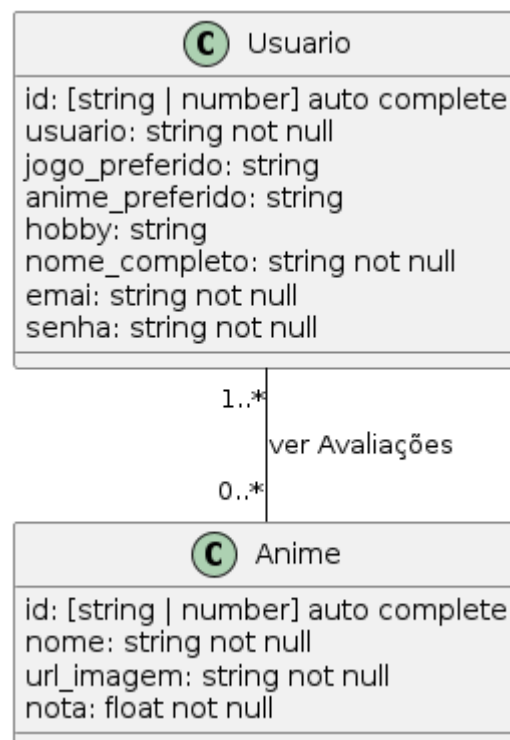 C Usuario
id: [string | number] auto complete
usuario: string not null
jogo_preferido: string
anime_preferido: string
hobby: string
nome_completo: string not null
emai: string not null
senha: string not null
1..*
ver Avaliações
0..*
C Anime
id: [string | number] auto complete
nome: string not null
url_imagem: string not null
nota: float not null